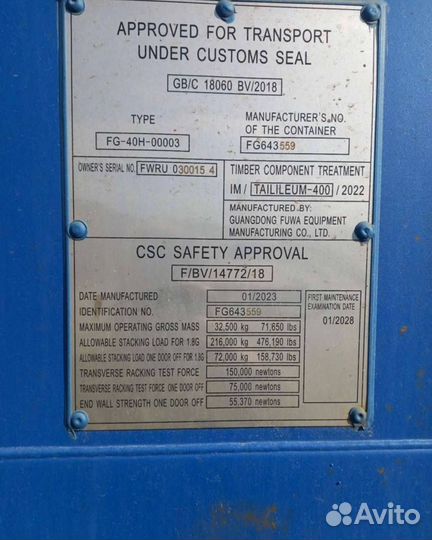 APPROVED FOR TRANSPORT
UNDER CUSTOMS SEAL
GB/C 18060 BV/2018
TYPE
FG-40H-00003
MANUFACTURER'S NO.
OF THE CONTAINER
FG643559
OWNER'S SERIAL NO. FWRU 030015 4
TIMBER COMPONENT TREATMENT
IM / TAILILEUM-400 / 2022
MANUFACTURED BY:
GUANGDONG FUWA EQUIPMENT
MANUFACTURING CO., LTD.
CSC SAFETY APPROVAL
F/BV/14772/18
DATE MANUFACTURED 01/2023
IDENTIFICATION NO. FG643559
MAXIMUM OPERATING GROSS MASS 32,500 kg 71,650 lbs
ALLOWABLE STACKING LOAD FOR 1.8G 216,000 kg 476,190 lbs
ALLOWABLE STACKING LOAD ONE DOOR OFF FOR 1.8G 72,000 kg 158,730 lbs
TRANSVERSE RACKING TEST FORCE 150,000 newtons
TRANSVERSE RACKING TEST FORCE ONE DOOR OFF 75,000 newtons
END WALL STRENGTH ONE DOOR OFF 55,370 newtons
FIRST MAINTENANCE
EXAMINATION DATE
01/2028
Avito